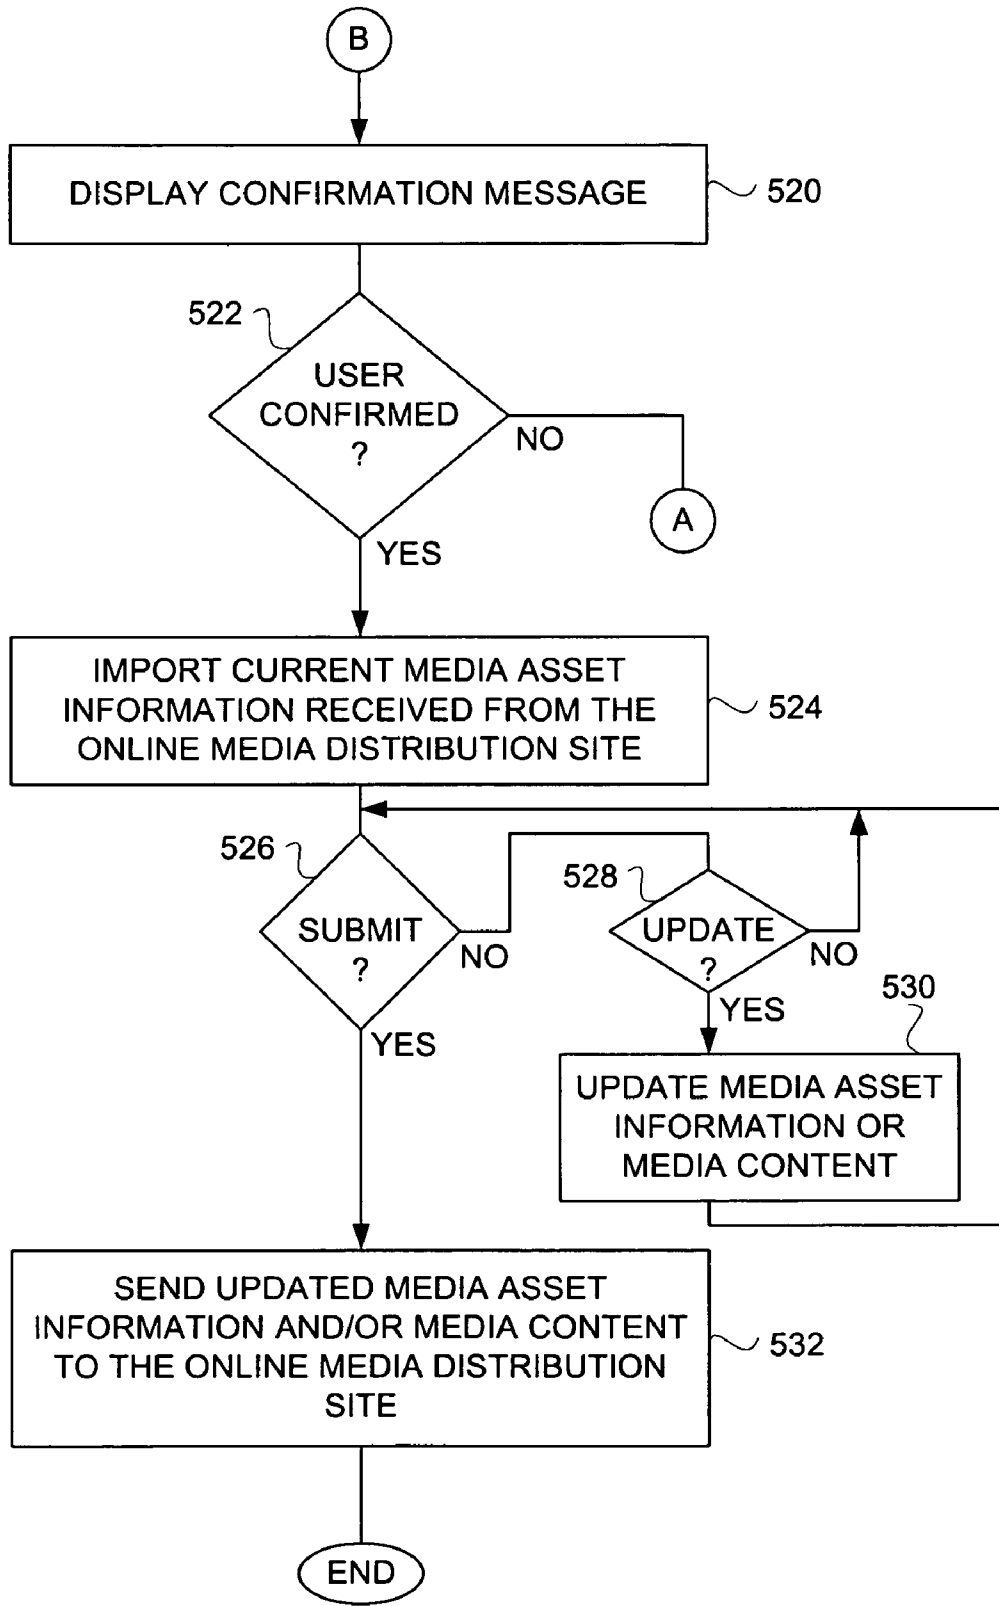 B
DISPLAY CONFIRMATION MESSAGE
520
522
USER
CONFIRMED
?
NO
A
YES
IMPORT CURRENT MEDIA ASSET
INFORMATION RECEIVED FROM THE
ONLINE MEDIA DISTRIBUTION SITE
524
526
SUBMIT
?
NO
528
UPDATE
?
NO
YES
YES
530
UPDATE MEDIA ASSET
INFORMATION OR
MEDIA CONTENT
SEND UPDATED MEDIA ASSET
INFORMATION AND/OR MEDIA CONTENT
TO THE ONLINE MEDIA DISTRIBUTION
SITE
532
END